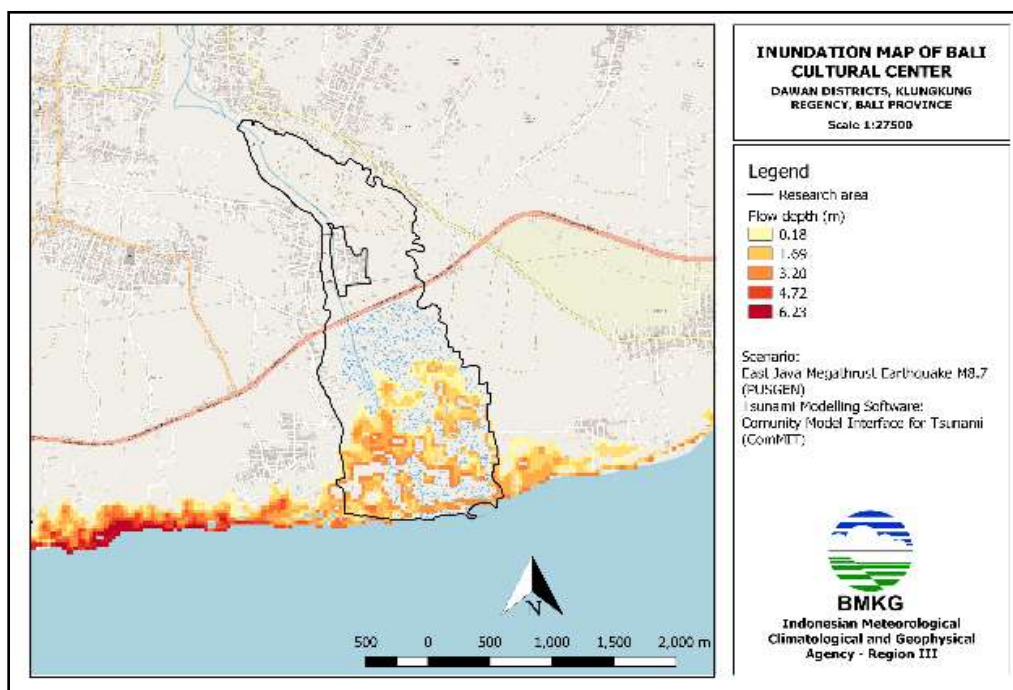 INUNDATION MAP OF BALI
CULTURAL CENTER
DAWAN DISTRICTS, KLUNGKUNG
REGENCY, BALI PROVINCE
Scale 1:27500
Legend
Research area
Flow depth (m)
0.18
1.69
3.20
4.72
6.23
Scenario:
East Java Megathrust Earthquake M8.7
(PUSGEN)
Tsunami Modelling Software:
Comunity Model Interface for Tsunami
(ComMIT)
BMKG
Indonesian Meteorological
Climatological and Geophysical
Agency - Region III
N
500 0 500 1,000 1,500 2,000 m